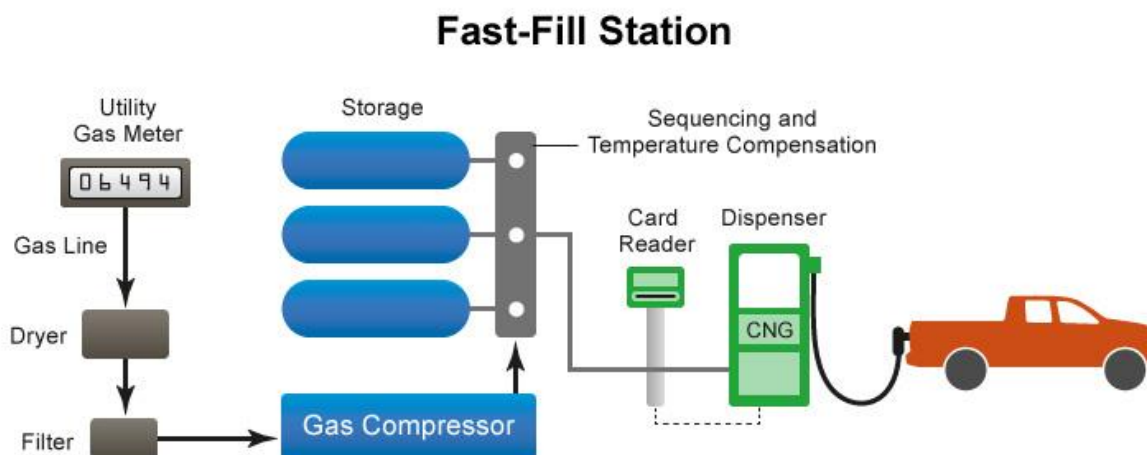 Fast-Fill Station
Utility
Gas Meter
06494
Gas Line
Dryer
Filter
Storage
Gas Compressor
Sequencing and
Temperature Compensation
Card
Reader
Dispenser
CNG